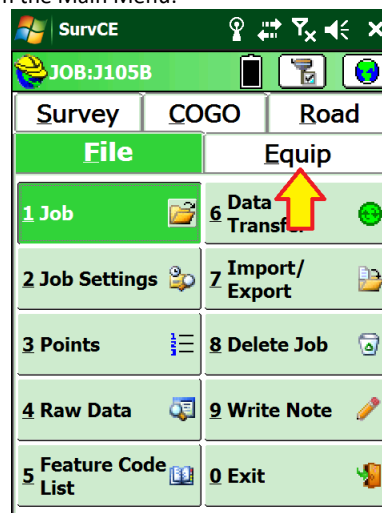 n the Main Menu.
SurvCE
JOB:J105B
Survey COGO Road
File Equip
1 Job
6 Data
2 Job Settings
7 Import/
Export
3 Points
8 Delete Job
4 Raw Data
9 Write Note
5 Feature Code
List
0 Exit